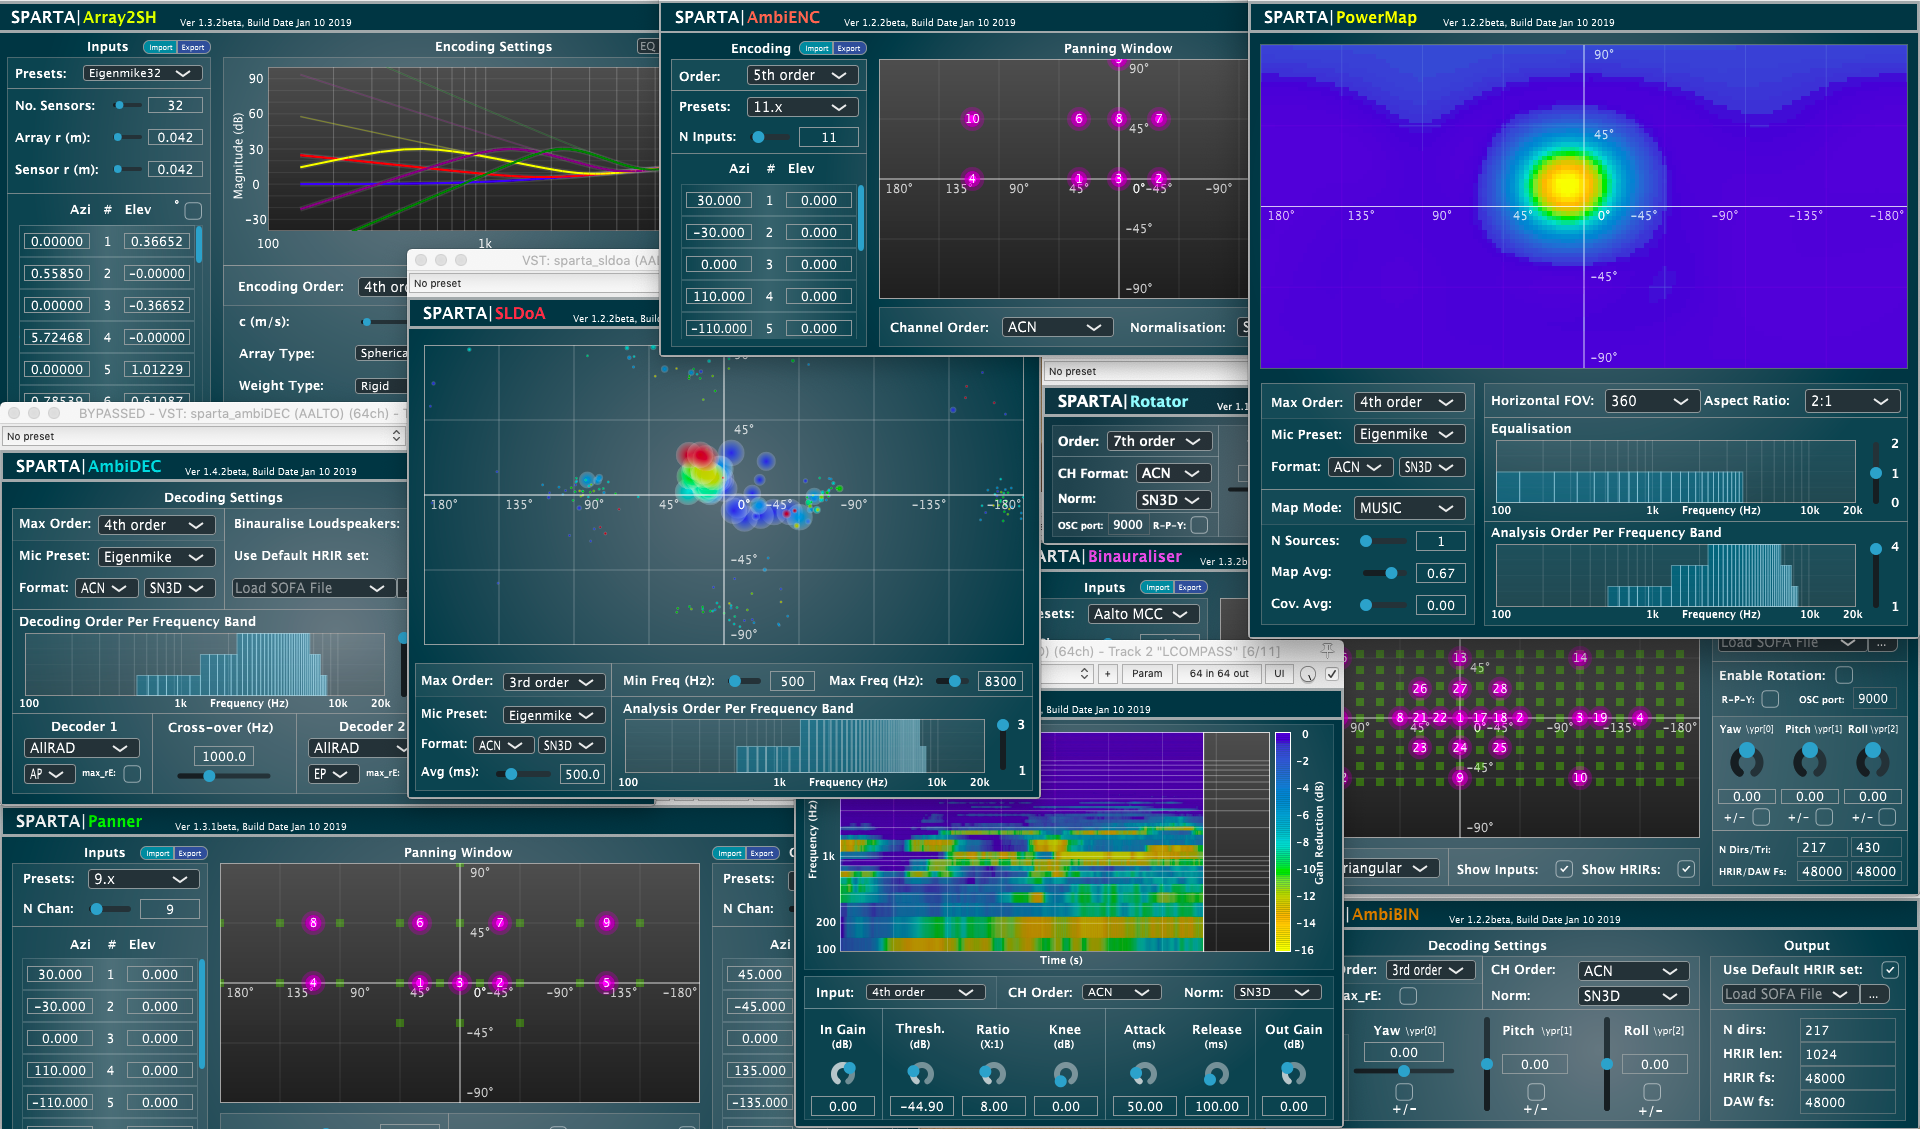 SPARTA|Array2SH Ver 1.3.2beta, Build Date Jan 10 2019
Inputs Import Export
Encoding Settings EQ
Presets: Eigenmike32
No. Sensors: 32
Array r (m): 0.042
Sensor r (m): 0.042
Azi # Elev °
0.00000 1 0.36652
0.55850 2 -0.00000
0.00000 3 -0.36652
5.72468 4 -0.00000
0.00000 5 1.01229
0.78539 6 0.61087
Magnitude (dB)
90
60
30
0
-30
100 1k
Encoding Order: 4th or
c (m/s):
Array Type: Spherica
Weight Type: Rigid
SPARTA|AmbiENC Ver 1.2.2beta, Build Date Jan 10 2019
Encoding Import Export
Panning Window
Order: 5th order
Presets: 11.x
N Inputs: 11
Azi # Elev
30.000 1 0.000
-30.000 2 0.000
0.000 3 0.000
110.000 4 0.000
-110.000 5 0.000
9 90°
10 6 8 7
45°
4 1 3 2
180° 135° 90° 45° 0° -45° -90°
-45°
-90°
Channel Order: ACN Normalisation: S
SPARTA|PowerMap Ver 1.2.1beta, Build Date Jan 10 2019
90°
45°
180° 135° 90° 45° 0° -45° -90° -135° -180°
-45°
-90°
Max Order: 4th order
Mic Preset: Eigenmike
Format: ACN SN3D
Map Mode: MUSIC
N Sources: 1
Map Avg: 0.67
Cov. Avg: 0.00
Horizontal FOV: 360 Aspect Ratio: 2:1
Equalisation
2
1
0
100 1k Frequency (Hz) 10k 20k
Analysis Order Per Frequency Band
4
1
100 1k Frequency (Hz) 10k 20k
VST: sparta_sldoa (AAL
No preset
SPARTA|SLDoA Ver 1.2.2beta, Buil
45°
180° 135° 90° 45° 0° -45° -90° -135° -180°
-45°
-90°
Max Order: 3rd order
Mic Preset: Eigenmike
Format: ACN SN3D
Avg (ms): 500.0
Min Freq (Hz): 500 Max Freq (Hz): 8300
Analysis Order Per Frequency Band
3
1
100 1k Frequency (Hz) 10k 20k
BYPASSED - VST: sparta_ambiDEC (AALTO) (64ch) - T
No preset
SPARTA|AmbiDEC Ver 1.4.2beta, Build Date Jan 10 2019
Decoding Settings
Max Order: 4th order Binauralise Loudspeakers:
Mic Preset: Eigenmike Use Default HRIR set:
Format: ACN SN3D Load SOFA File
Decoding Order Per Frequency Band
100 1k Frequency (Hz) 10k 20k
Decoder 1 Cross-over (Hz) Decoder 2
AllRAD 1000.0 AllRAD
AP max_rE: EP max_rE:
No preset
SPARTA|Rotator Ver 1.1
Order: 7th order
CH Format: ACN
Norm: SN3D
OSC port: 9000 R-P-Y:
ARTA|Binauraliser Ver 1.3.2b
Inputs Import Export
esets: Aalto MCC
O) (64ch) - Track 2 "LCOMPASS" [6/11]
+ Param 64 in 64 out UI
, Build Date Jan 10 2019
Frequency (Hz)
1k
200
100
Time (s)
0
-2
-4
-6
-8
-10
-12
-14
-16
Gain Reduction (dB)
Input: 4th order CH Order: ACN Norm: SN3D
In Gain (dB) Thresh. (dB) Ratio (X:1) Knee (dB) Attack (ms) Release (ms) Out Gain (dB)
0.00 -44.90 8.00 0.00 50.00 100.00 0.00
13 14
45°
26 27 28
8 21 22 1 17 18 2 3 19 4
90° 45° -45° -90° -180°
23 24 25
-45°
9 10
-90°
riangular Show Inputs: Show HRIRs:
Load SOFA File ...
Enable Rotation:
R-P-Y: OSC port: 9000
Yaw \ypr[0] Pitch \ypr[1] Roll \ypr[2]
0.00 0.00 0.00
+/- +/- +/-
N Dirs/Tri: 217 430
HRIR/DAW Fs: 48000 48000
SPARTA|Panner Ver 1.3.1beta, Build Date Jan 10 2019
Inputs Import Export
Panning Window
Import Export
Presets: 9.x
N Chan: 9
Azi # Elev
30.000 1 0.000
-30.000 2 0.000
0.000 3 0.000
110.000 4 0.000
-110.000 5 0.000
90°
8 6 7 9
45°
4 1 3 2 5
180° 135° 90° 45° 0° -45° -90° -135° -180°
-45°
-90°
Presets:
N Chan:
Azi
45.000
-45.000
0.000
135.000
-135.000
AmbiBIN Ver 1.2.2beta, Build Date Jan 10 2019
Decoding Settings Output
rder: 3rd order CH Order: ACN
ax_rE: Norm: SN3D
Use Default HRIR set:
Load SOFA File ...
Yaw \ypr[0] Pitch \ypr[1] Roll \ypr[2]
0.00 0.00 0.00
+/- +/- +/-
N dirs: 217
HRIR len: 1024
HRIR fs: 48000
DAW fs: 48000